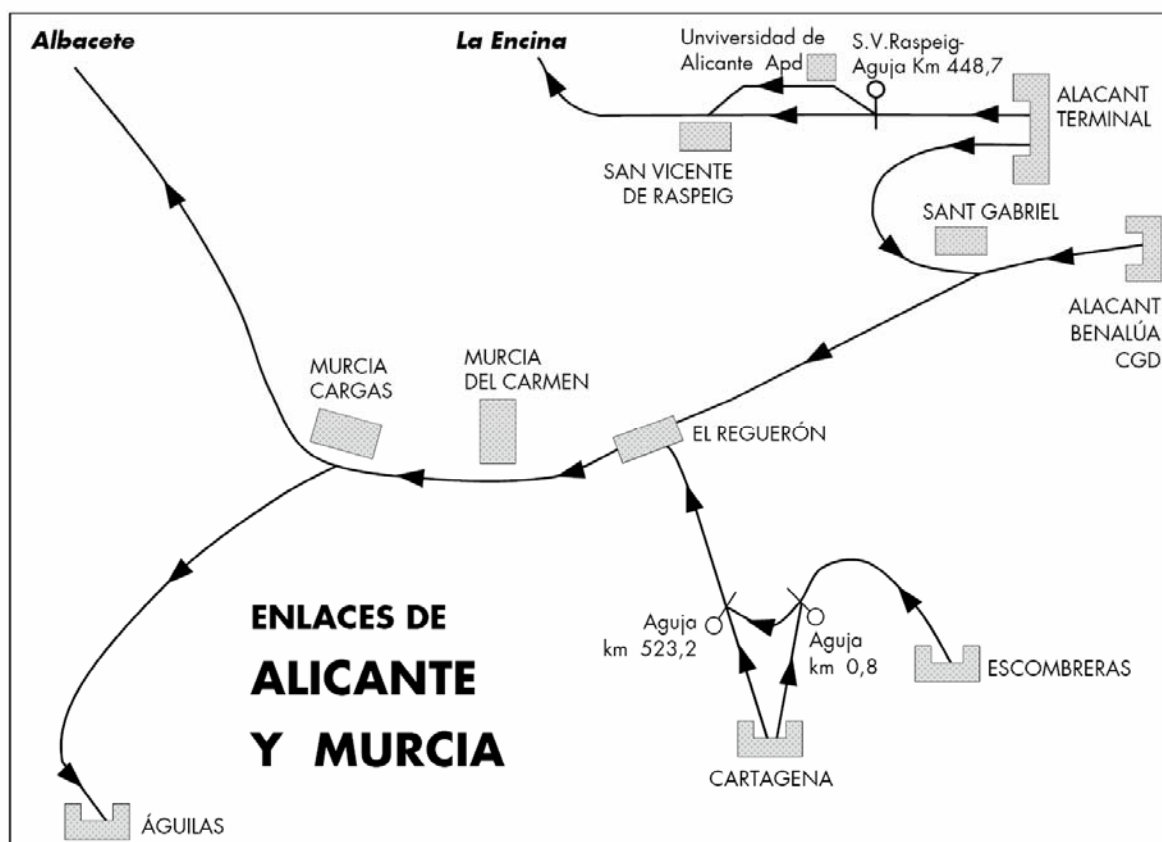 Albacete
La Encina
Unviversidad de
Alicante Apd
S.V.Raspeig-
Aguja Km 448,7
ALACANT
TERMINAL
SAN VICENTE
DE RASPEIG
SANT GABRIEL
ALACANT
BENALÚA
CGD
MURCIA
CARGAS
MURCIA
DEL CARMEN
EL REGUERÓN
ENLACES DE
ALICANTE
Y MURCIA
Aguja
km 523,2
Aguja
km 0,8
ESCOMBRERAS
CARTAGENA
ÁGUILAS